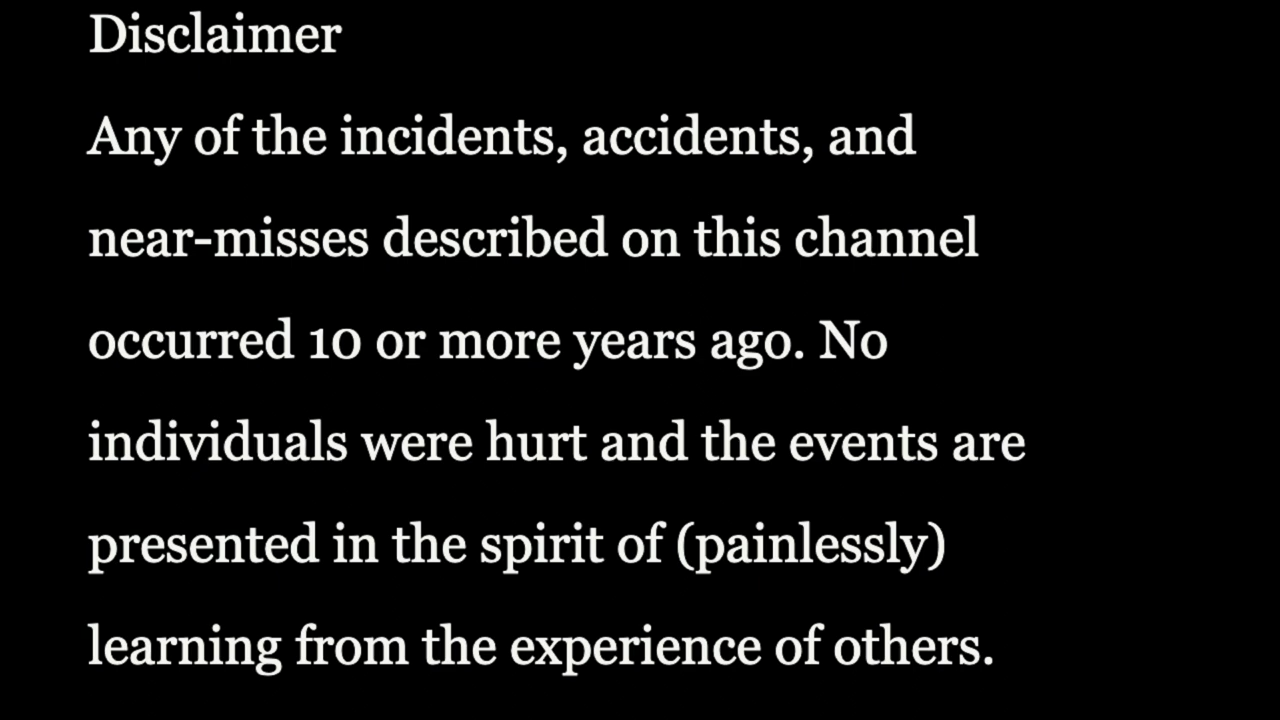 Disclaimer
Any of the incidents, accidents, and
near-misses described on this channel
occurred 10 or more years ago. No
individuals were hurt and the events are
presented in the spirit of (painlessly)
learning from the experience of others.